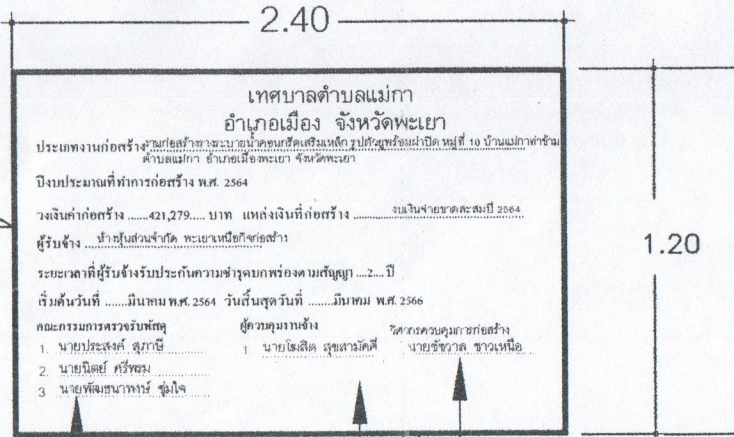 2.40
เทศบาลตำบลแม่กา
อำเภอเมือง จังหวัดพะเยา
ประเภทงานก่อสร้าง งานก่อสร้างรางระบายน้ำคอนกรีตเสริมเหล็ก รูปตัวยูพร้อมฝาปิด หมู่ที่ 10 บ้านแม่กาท่าข้าม
ตำบลแม่กา อำเภอเมืองพะเยา จังหวัดพะเยา
ปีงบประมาณที่ทำการก่อสร้าง พ.ศ. 2564
วงเงินค่าก่อสร้าง ......421,279..... บาท แหล่งเงินที่ก่อสร้าง ............งบเงินจ่ายขาดสะสมปี 2564
ผู้รับจ้าง ...ห้างหุ้นส่วนจำกัด พะเยาเหนือกิจก่อสร้าง
ระยะเวลาที่ผู้รับจ้างรับประกันความชำรุดบกพร่องตามสัญญา ...2.... ปี
เริ่มต้นวันที่ .......มีนาคม พ.ศ. 2564 วันสิ้นสุดวันที่ ........มีนาคม พ.ศ. 2566
คณะกรรมการตรวจรับพัสดุ ผู้ควบคุมงานจ้าง วิศวกรควบคุมการก่อสร้าง
1. นายประสงค์ สุภาษี 1 นายโฆสิต สุขสามัคคี นายชัชวาล ชาวเหนือ
2. นายนิตย์ ศรีพรม
3 นายพัฒธนาพงษ์ ชุ่มใจ
1.20